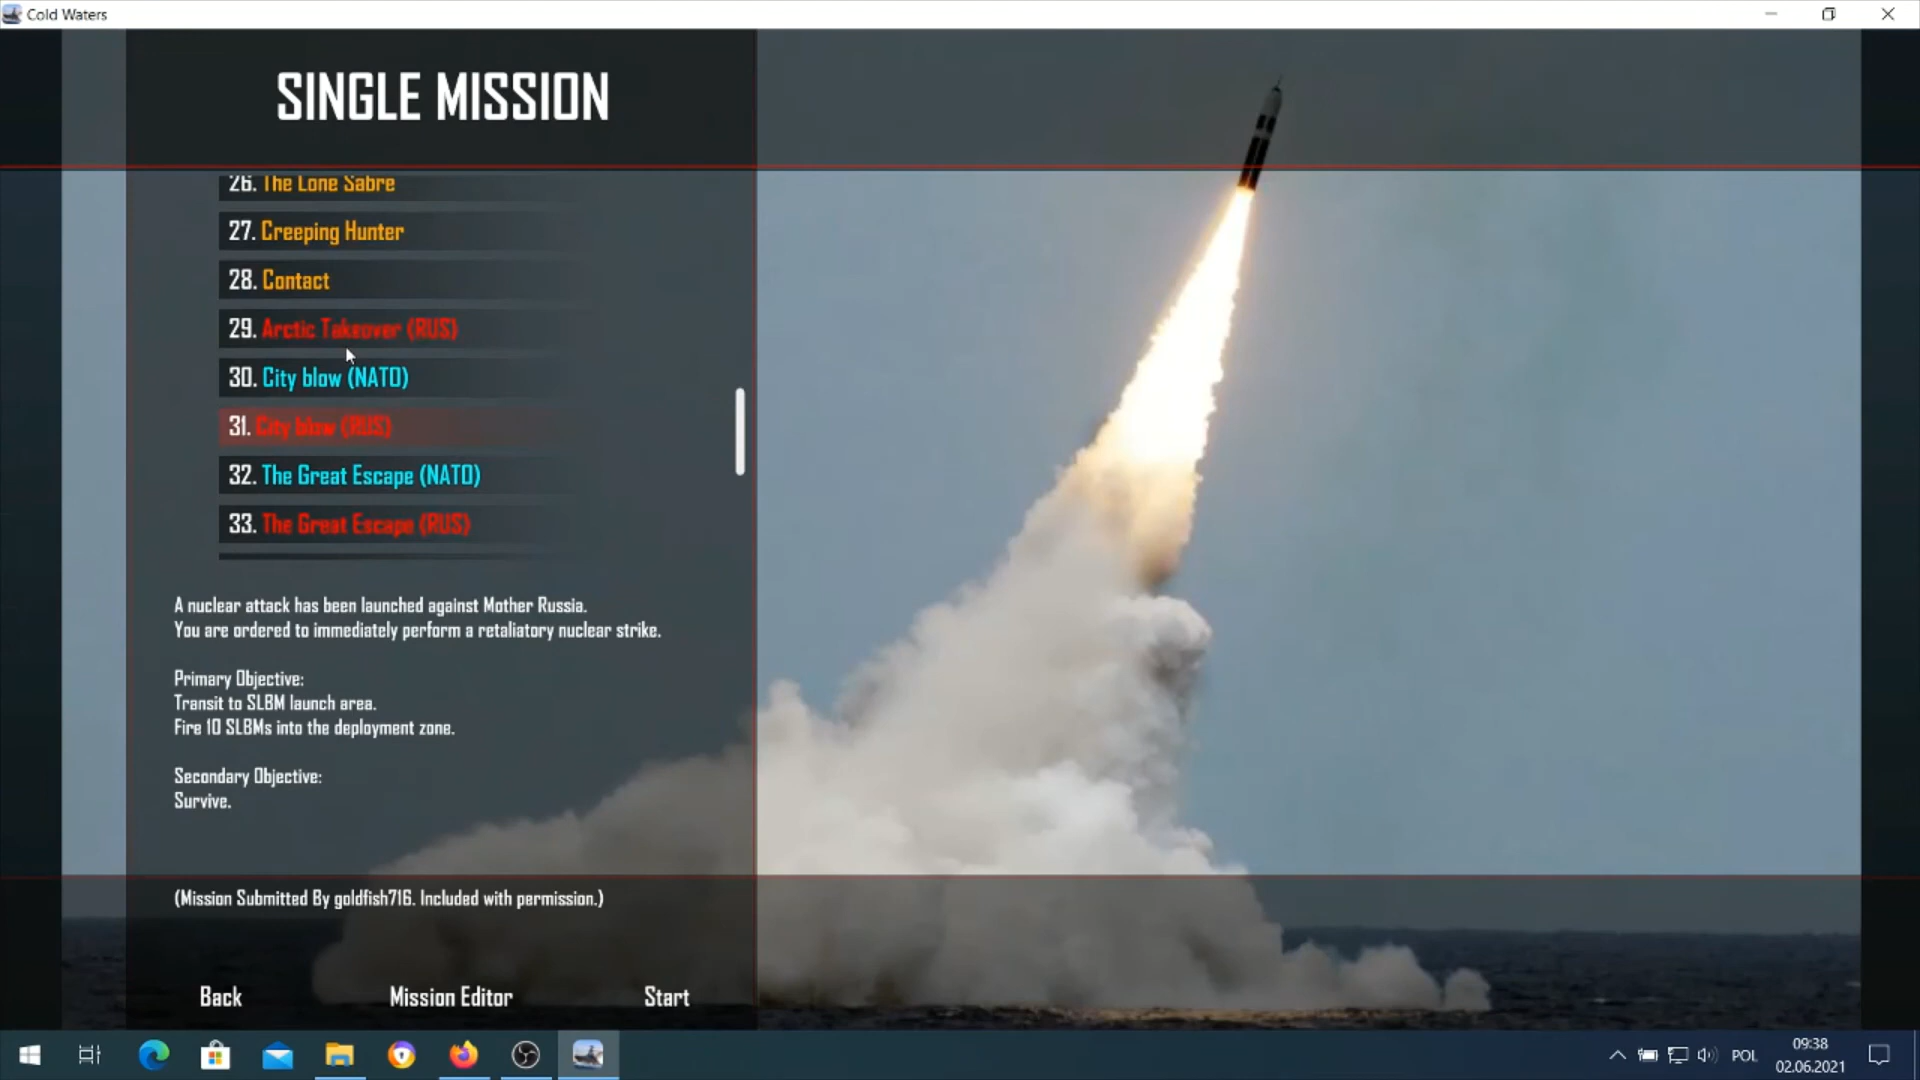 Cold Waters
SINGLE MISSION
26. The Lone Sabre
27. Creeping Hunter
28. Contact
29. Arctic Takeover (RUS)
30. City blow (NATO)
31. City blow (RUS)
32. The Great Escape (NATO)
33. The Great Escape (RUS)
A nuclear attack has been launched against Mother Russia.
You are ordered to immediately perform a retaliatory nuclear strike.
Primary Objective:
Transit to SLBM launch area.
Fire 10 SLBMs into the deployment zone.
Secondary Objective:
Survive.
(Mission Submitted By goldfish716. Included with permission.)
Back Mission Editor Start
POL
09:38
02.06.2021